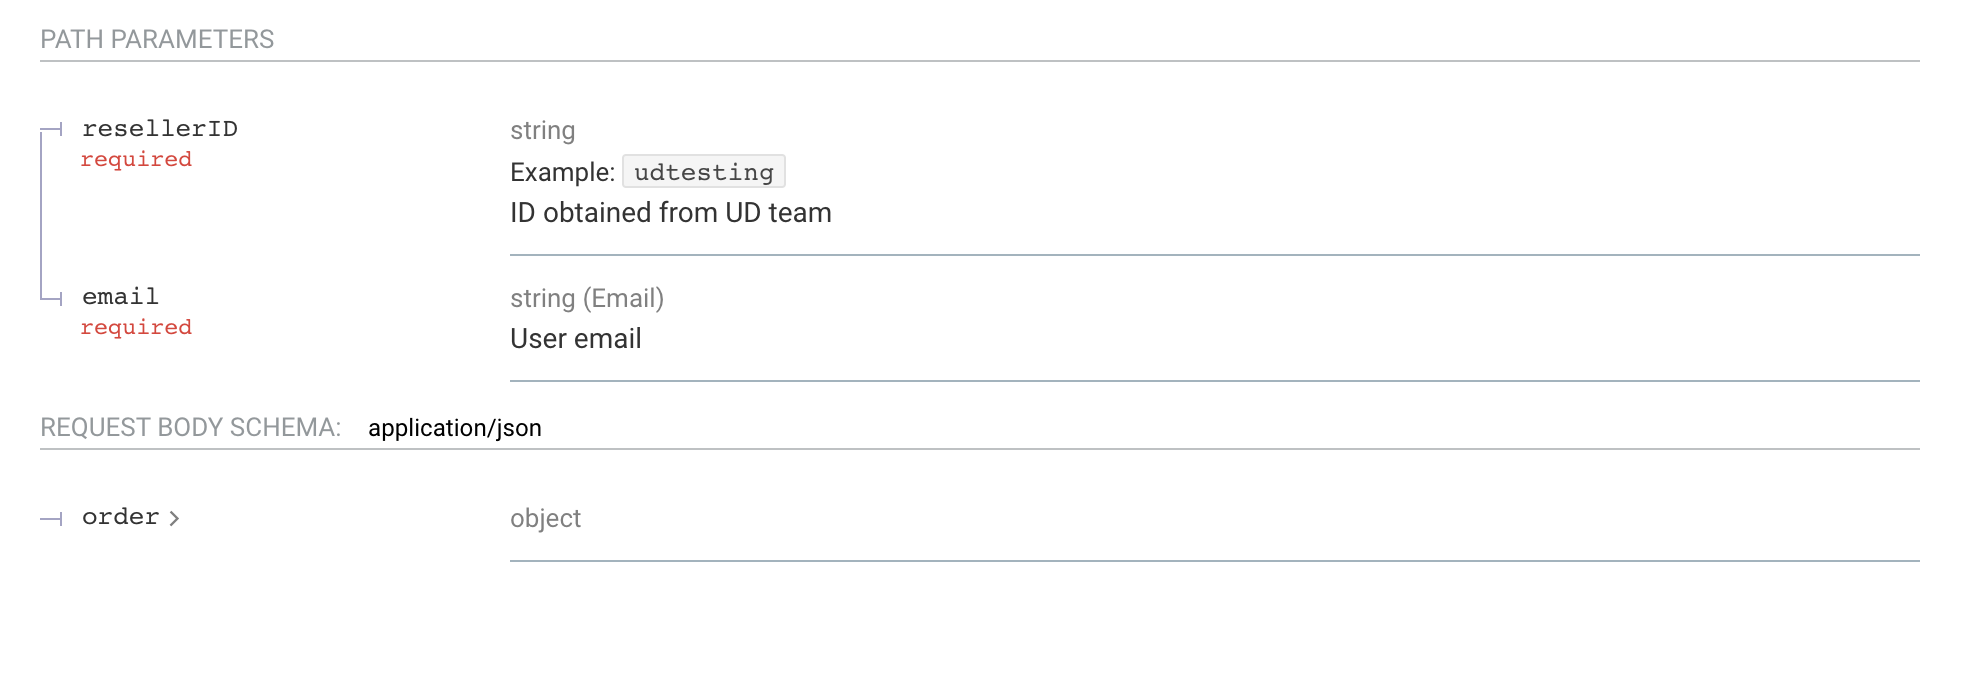 PATH PARAMETERS
resellerID string
required
Example: udtesting
ID obtained from UD team
email string (Email)
required
User email
REQUEST BODY SCHEMA: application/json
order > object